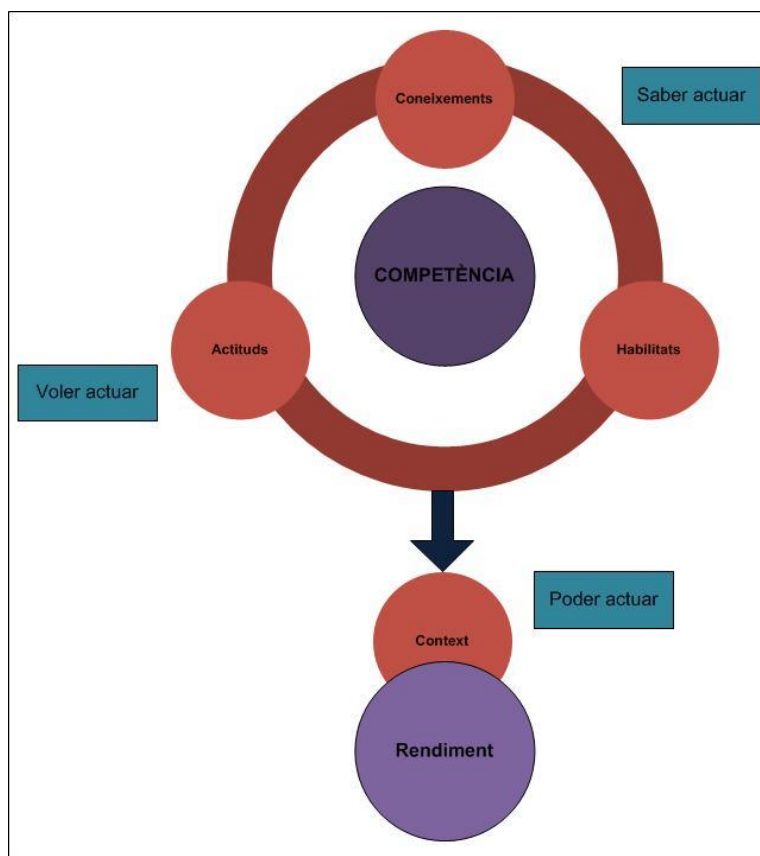 Coneixements
Saber actuar
COMPETÈNCIA
Actituds
Habilitats
Voler actuar
Poder actuar
Context
Rendiment